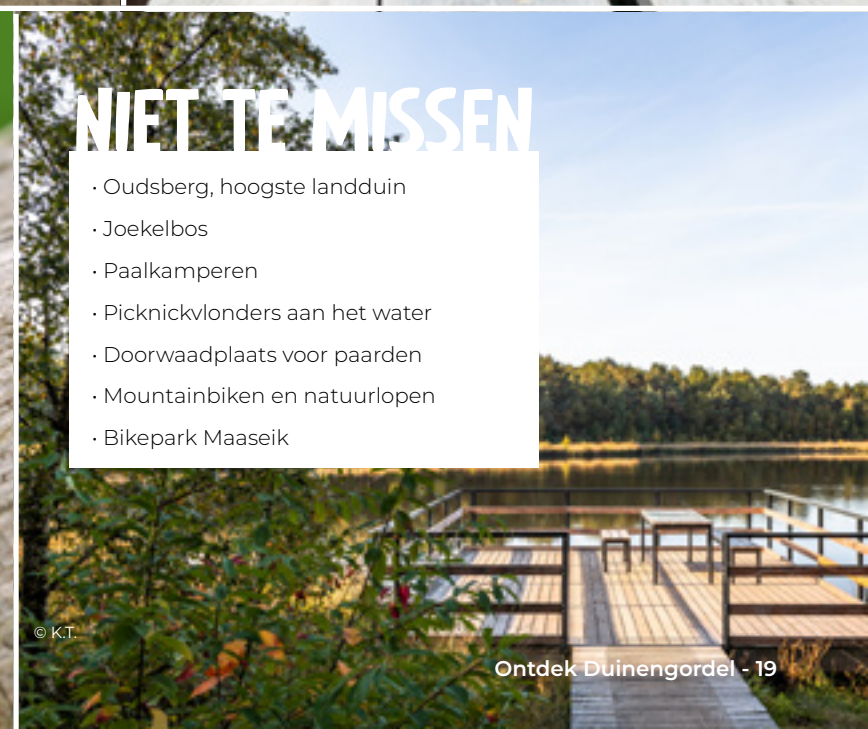 NIET TE MISSEN
• Oudsberg, hoogste landduin
• Joekelbos
• Paalkamperen
• Picknickvlonders aan het water
• Doorwaadplaats voor paarden
• Mountainbiken en natuurlopen
• Bikepark Maaseik
© K.T.
Ontdek Duinengordel - 19